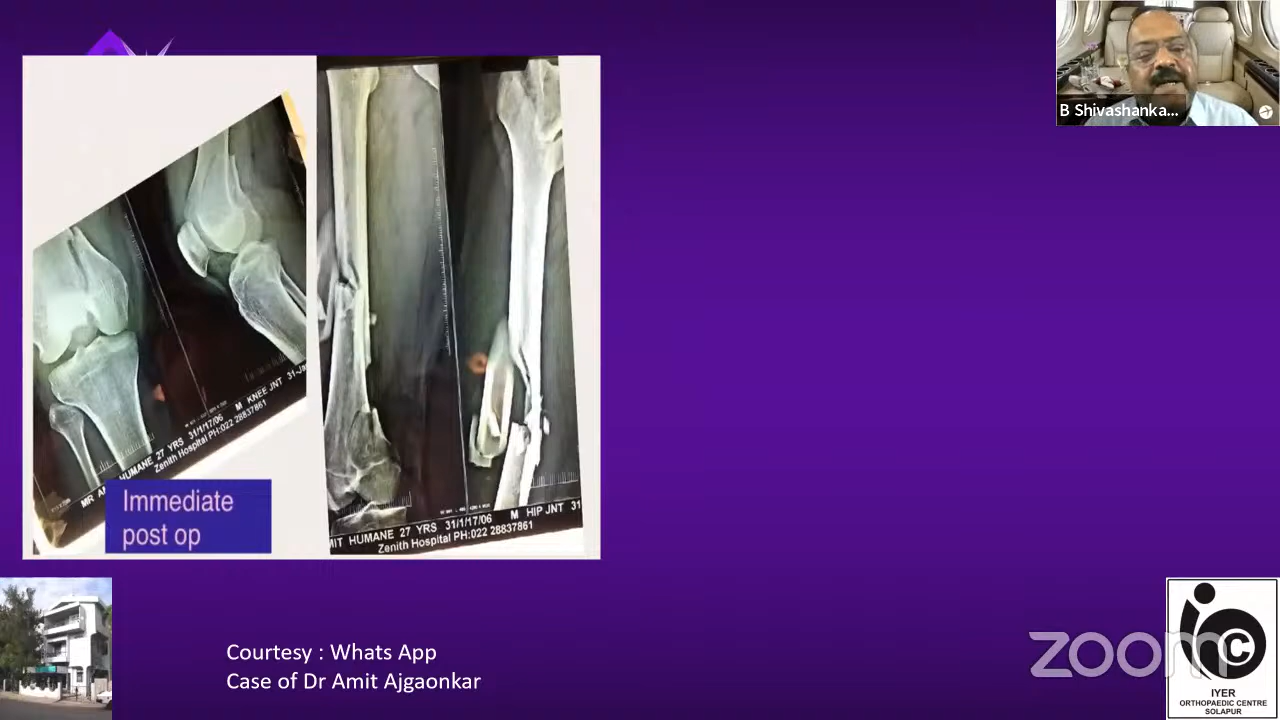 B Shivashanka...
27 YRS 31/1/17/06 M KNEE JNT 31-Ja
Zenith Hospital PH:022 28837861
Immediate
post op
MIT HUMANE 27 YRS 31/1/17/06 M HIP JNT 31
Zenith Hospital PH:022 28837861
Courtesy : Whats App
Case of Dr Amit Ajgaonkar
zoom
IYER
ORTHOPAEDIC CENTRE
SOLAPUR